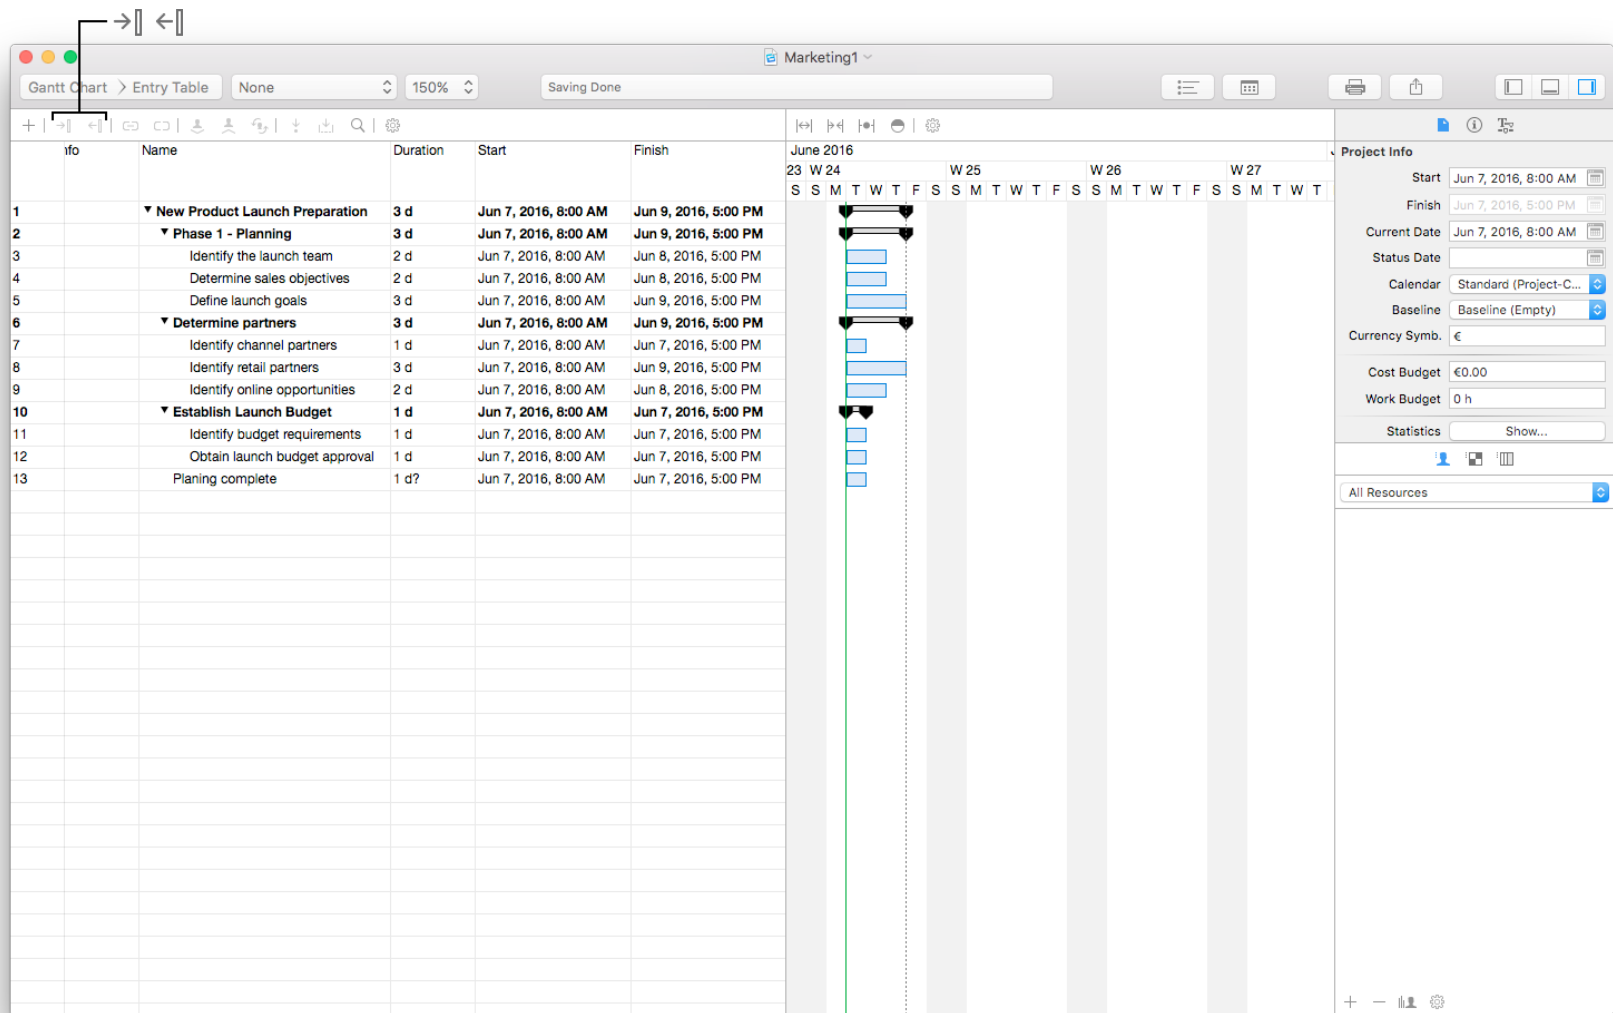 Marketing1
Gantt Chart Entry Table None 150% Saving Done
nfo Name Duration Start Finish
June 2016
23 W 24 W 25 W 26 W 27
S S M T W T F S S M T W T F S S M T W T F S S M T W T
1 New Product Launch Preparation 3 d Jun 7, 2016, 8:00 AM Jun 9, 2016, 5:00 PM
2 Phase 1 - Planning 3 d Jun 7, 2016, 8:00 AM Jun 9, 2016, 5:00 PM
3 Identify the launch team 2 d Jun 7, 2016, 8:00 AM Jun 8, 2016, 5:00 PM
4 Determine sales objectives 2 d Jun 7, 2016, 8:00 AM Jun 8, 2016, 5:00 PM
5 Define launch goals 3 d Jun 7, 2016, 8:00 AM Jun 9, 2016, 5:00 PM
6 Determine partners 3 d Jun 7, 2016, 8:00 AM Jun 9, 2016, 5:00 PM
7 Identify channel partners 1 d Jun 7, 2016, 8:00 AM Jun 7, 2016, 5:00 PM
8 Identify retail partners 3 d Jun 7, 2016, 8:00 AM Jun 9, 2016, 5:00 PM
9 Identify online opportunities 2 d Jun 7, 2016, 8:00 AM Jun 8, 2016, 5:00 PM
10 Establish Launch Budget 1 d Jun 7, 2016, 8:00 AM Jun 7, 2016, 5:00 PM
11 Identify budget requirements 1 d Jun 7, 2016, 8:00 AM Jun 7, 2016, 5:00 PM
12 Obtain launch budget approval 1 d Jun 7, 2016, 8:00 AM Jun 7, 2016, 5:00 PM
13 Planing complete 1 d? Jun 7, 2016, 8:00 AM Jun 7, 2016, 5:00 PM
Project Info
Start Jun 7, 2016, 8:00 AM
Finish Jun 7, 2016, 5:00 PM
Current Date Jun 7, 2016, 8:00 AM
Status Date
Calendar Standard (Project-C...
Baseline Baseline (Empty)
Currency Symb. €
Cost Budget €0.00
Work Budget 0 h
Statistics Show...
All Resources